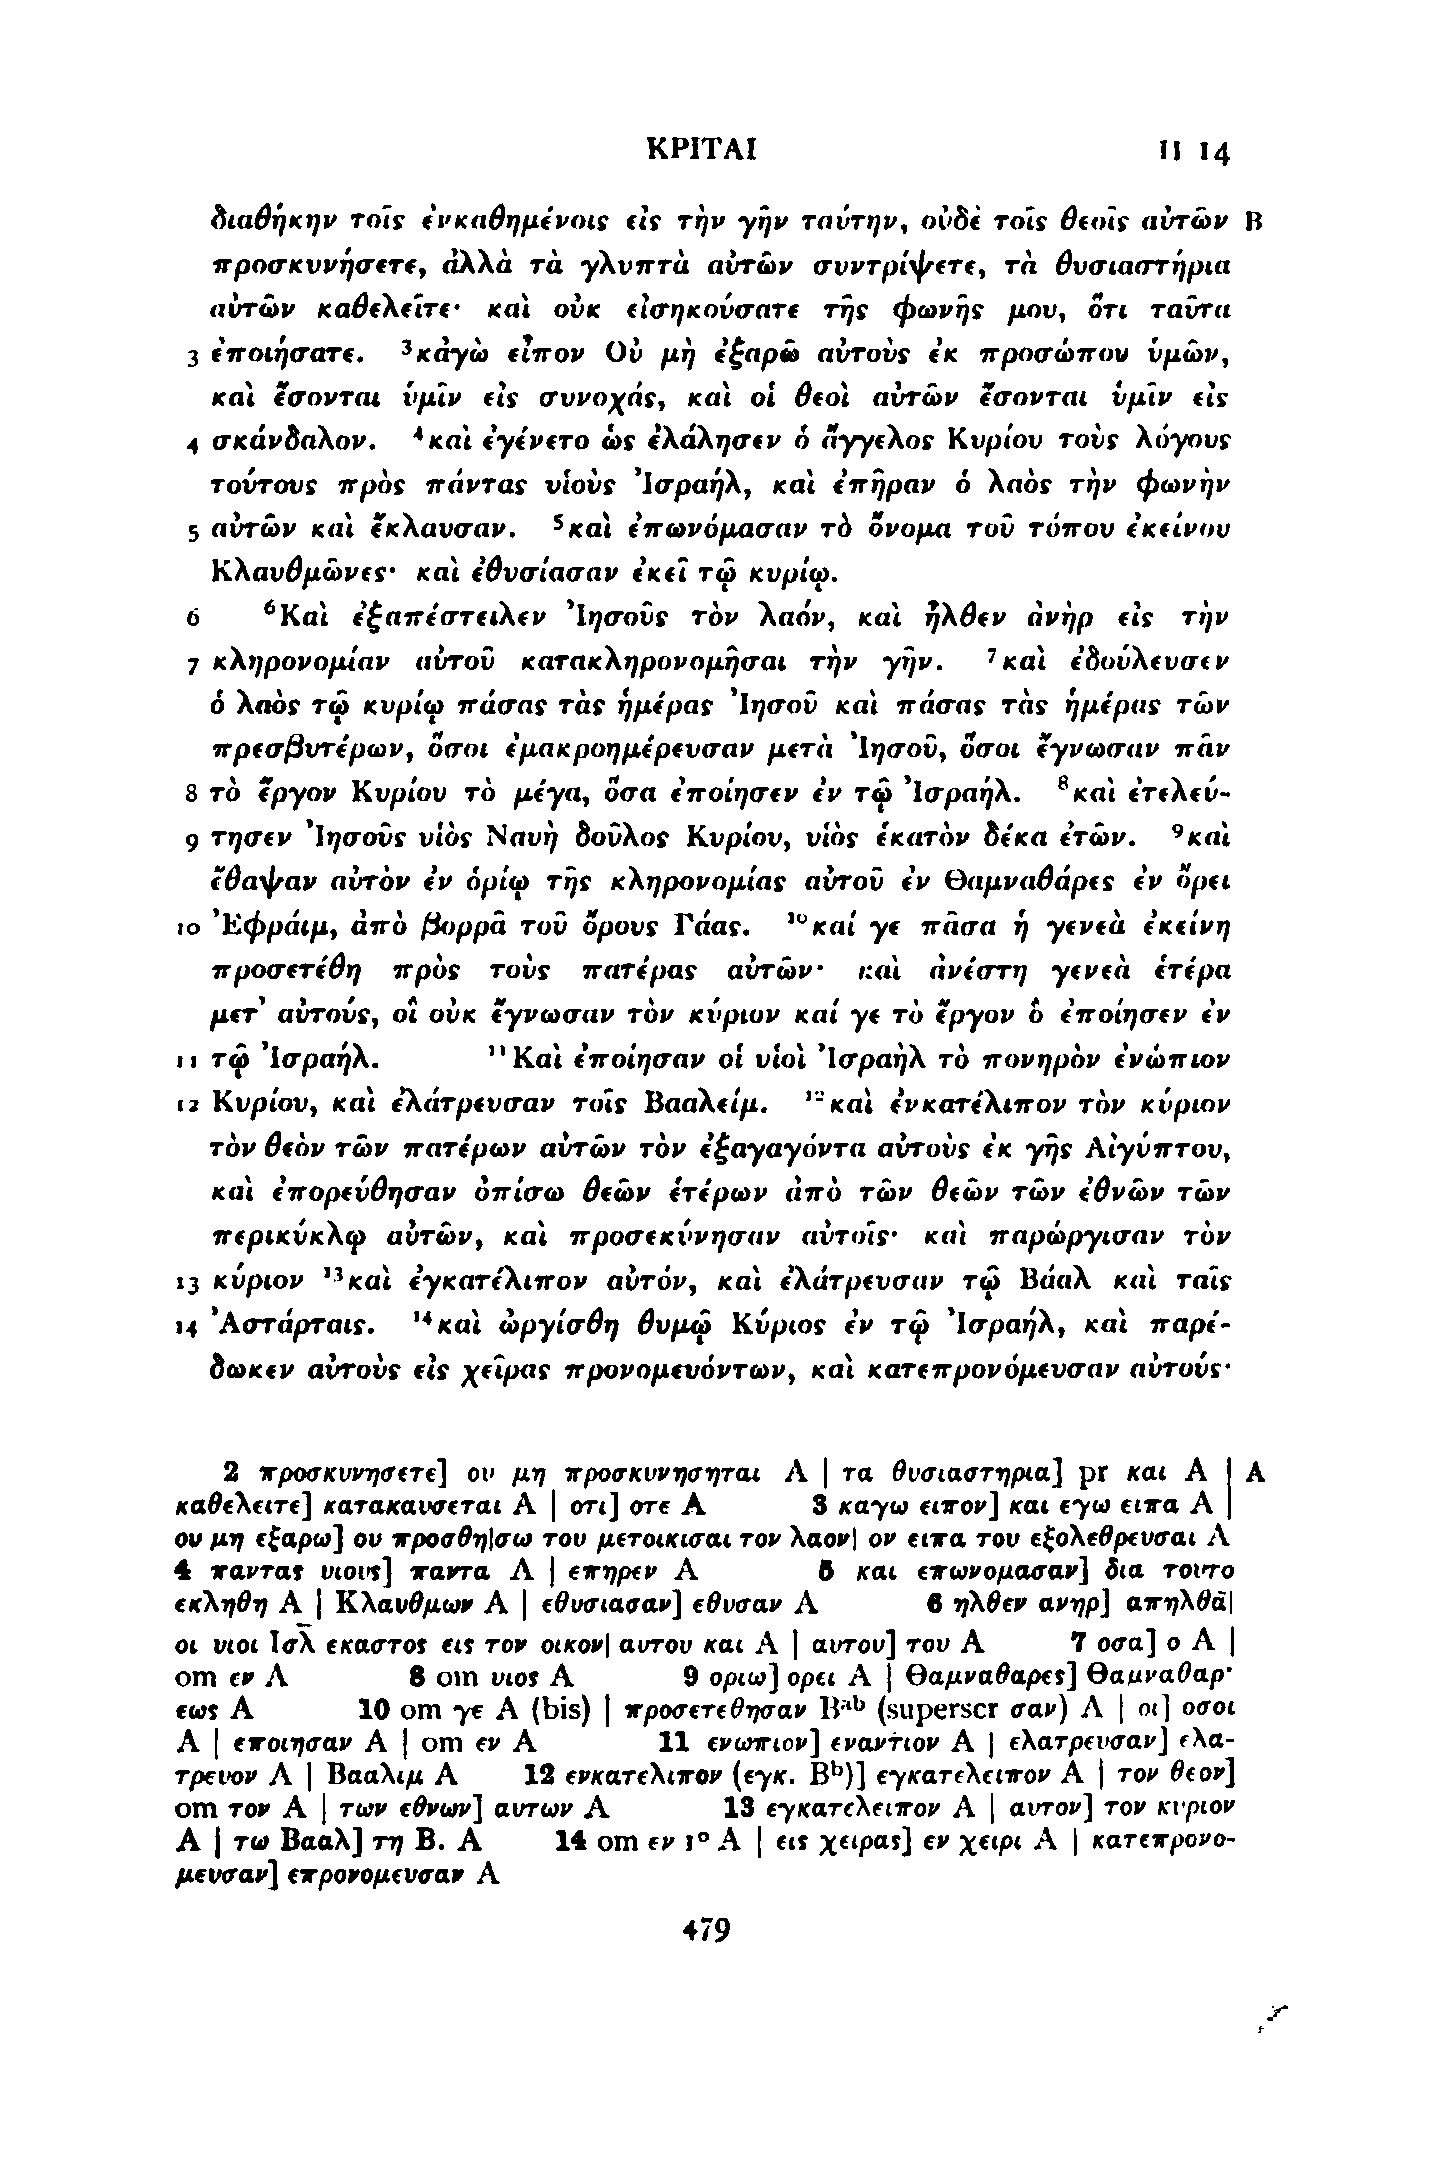 ΚΡΙΤΑΙ II 14
διαθήκην τοῖς ἐνκαθημένοις εἰς τὴν γῆν ταύτην, οὐδὲ τοῖς θεοῖς αὐτῶν B
προσκυνήσετε, ἀλλὰ τὰ γλυπτὰ αὐτῶν συντρίψετε, τὰ θυσιαστήρια
αὐτῶν καθελεῖτε· καὶ οὐκ εἰσηκούσατε τῆς φωνῆς μου, ὅτι ταῦτα
3 ἐποιήσατε. ³κἀγὼ εἶπον Οὐ μὴ ἐξαρῶ αὐτοὺς ἐκ προσώπου ὑμῶν,
καὶ ἔσονται ὑμῖν εἰς συνοχάς, καὶ οἱ θεοὶ αὐτῶν ἔσονται ὑμῖν εἰς
4 σκάνδαλον. ⁴καὶ ἐγένετο ὡς ἐλάλησεν ὁ ἄγγελος Κυρίου τοὺς λόγους
τούτους πρὸς πάντας υἱοὺς Ἰσραήλ, καὶ ἐπῆραν ὁ λαὸς τὴν φωνὴν
5 αὐτῶν καὶ ἔκλαυσαν. ⁵καὶ ἐπωνόμασαν τὸ ὄνομα τοῦ τόπου ἐκείνου
Κλαυθμῶνες· καὶ ἐθυσίασαν ἐκεῖ τῷ κυρίῳ.
6 ⁶Καὶ ἐξαπέστειλεν Ἰησοῦς τὸν λαόν, καὶ ἦλθεν ἀνὴρ εἰς τὴν
7 κληρονομίαν αὐτοῦ κατακληρονομῆσαι τὴν γῆν. ⁷καὶ ἐδούλευσεν
ὁ λαὸς τῷ κυρίῳ πάσας τὰς ἡμέρας Ἰησοῦ καὶ πάσας τὰς ἡμέρας τῶν
πρεσβυτέρων, ὅσοι ἐμακροημέρευσαν μετὰ Ἰησοῦ, ὅσοι ἔγνωσαν πᾶν
8 τὸ ἔργον Κυρίου τὸ μέγα, ὅσα ἐποίησεν ἐν τῷ Ἰσραήλ. ⁸καὶ ἐτελεύ-
9 τησεν Ἰησοῦς υἱὸς Ναυὴ δοῦλος Κυρίου, υἱὸς ἑκατὸν δέκα ἐτῶν. ⁹καὶ
ἔθαψαν αὐτὸν ἐν ὁρίῳ τῆς κληρονομίας αὐτοῦ ἐν Θαμναθάρες ἐν ὄρει
10 Ἐφράιμ, ἀπὸ βορρᾶ τοῦ ὄρους Γάας. ¹⁰καί γε πᾶσα ἡ γενεὰ ἐκείνη
προσετέθη πρὸς τοὺς πατέρας αὐτῶν· καὶ ἀνέστη γενεὰ ἑτέρα
μετ᾿ αὐτούς, οἳ οὐκ ἔγνωσαν τὸν κύριον καί γε τὸ ἔργον ὃ ἐποίησεν ἐν
11 τῷ Ἰσραήλ. ¹¹Καὶ ἐποίησαν οἱ υἱοὶ Ἰσραὴλ τὸ πονηρὸν ἐνώπιον
12 Κυρίου, καὶ ἐλάτρευσαν τοῖς Βααλείμ. ¹²καὶ ἐνκατέλιπον τὸν κύριον
τὸν θεὸν τῶν πατέρων αὐτῶν τὸν ἐξαγαγόντα αὐτοὺς ἐκ γῆς Αἰγύπτου,
καὶ ἐπορεύθησαν ὀπίσω θεῶν ἑτέρων ἀπὸ τῶν θεῶν τῶν ἐθνῶν τῶν
περικύκλῳ αὐτῶν, καὶ προσεκύνησαν αὐτοῖς· καὶ παρώργισαν τὸν
13 κύριον ¹³καὶ ἐγκατέλιπον αὐτόν, καὶ ἐλάτρευσαν τῷ Βάαλ καὶ ταῖς
14 Ἀστάρταις. ¹⁴καὶ ὠργίσθη θυμῷ Κύριος ἐν τῷ Ἰσραήλ, καὶ παρέ-
δωκεν αὐτοὺς εἰς χεῖρας προνομευόντων, καὶ κατεπρονόμευσαν αὐτούς·
2 προσκυνησετε] ου μη προσκυνησηται A | τα θυσιαστηρια] pr και A | A
καθελειτε] κατακαυσεται A | οτι] οτε A 3 καγω ειπον] και εγω ειπα A |
ου μη εξαρω] ου προσθη|σω του μετοικισαι τον λαον| ον ειπα του εξολεθρευσαι A
4 παντας υιους] παντα A | επηρεν A 5 και επωνομασαν] δια τουτο
εκληθη A | Κλαυθμων A | εθυσιασαν] εθυσαν A 6 ηλθεν ανηρ] απηλθᾱ|
οι υιοι Ισ̅λ εκαστος εις τον οικον| αυτου και A | αυτου] του A 7 οσα] ο A |
om εν A 8 om υιος A 9 οριω] ορει A | Θαμναθαρες] Θαμναθαρ·
εως A 10 om γε A (bis) | προσετεθησαν Bᵃᵇ (superscr σαν) A | οι] οσοι
A | εποιησαν A | om εν A 11 ενωπιον] εναντιον A | ελατρευσαν] ελα-
τρευον A | Βααλιμ A 12 ενκατελιπον (εγκ. Bᵇ)] εγκατελειπον A | τον θεον]
om τον A | των εθνων] αυτων A 13 εγκατελειπον A | αυτον] τον κυριον
A | τω Βααλ] τη Β. A 14 om εν 1° A | εις χειρας] εν χειρι A | κατεπρονο-
μευσαν] επρονομευσαν A
479